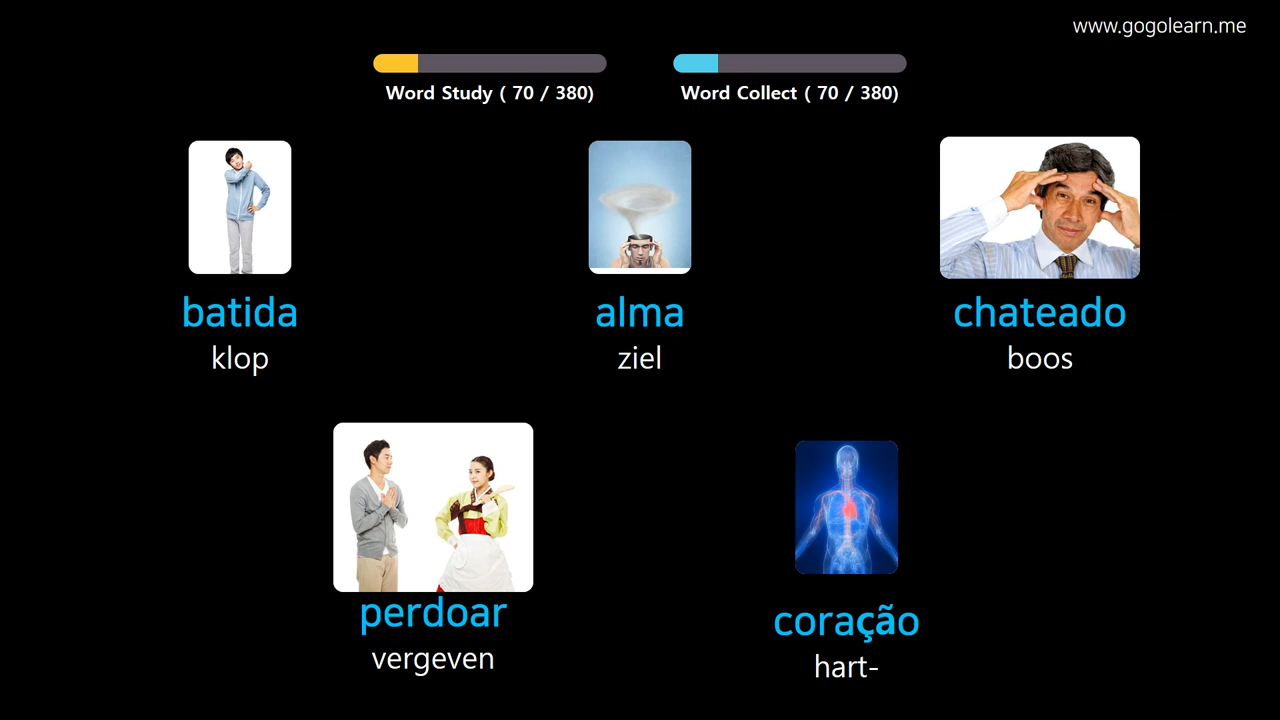 www.gogolearn.me
Word Study ( 70 / 380)
Word Collect ( 70 / 380)
batida
klop
alma
ziel
chateado
boos
perdoar
vergeven
coração
hart-